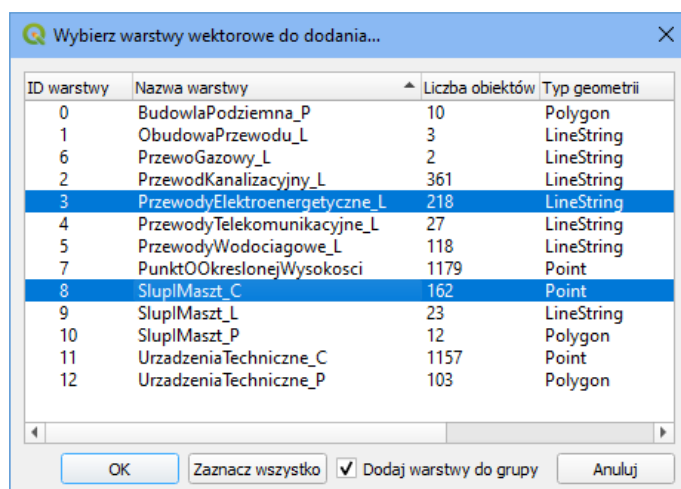 Wybierz warstwy wektorowe do dodania...
ID warstwy Nazwa warstwy Liczba obiektów Typ geometrii
0 BudowlaPodziemna_P 10 Polygon
1 ObudowaPrzewodu_L 3 LineString
6 PrzewoGazowy_L 2 LineString
2 PrzewodKanalizacyjny_L 361 LineString
3 PrzewodyElektroenergetyczne_L 218 LineString
4 PrzewodyTelekomunikacyjne_L 27 LineString
5 PrzewodyWodociagowe_L 118 LineString
7 PunktOOkreslonejWysokosci 1179 Point
8 SlupIMaszt_C 162 Point
9 SlupIMaszt_L 23 LineString
10 SlupIMaszt_P 12 Polygon
11 UrzadzeniaTechniczne_C 1157 Point
12 UrzadzeniaTechniczne_P 103 Polygon
OK Zaznacz wszystko Dodaj warstwy do grupy Anuluj